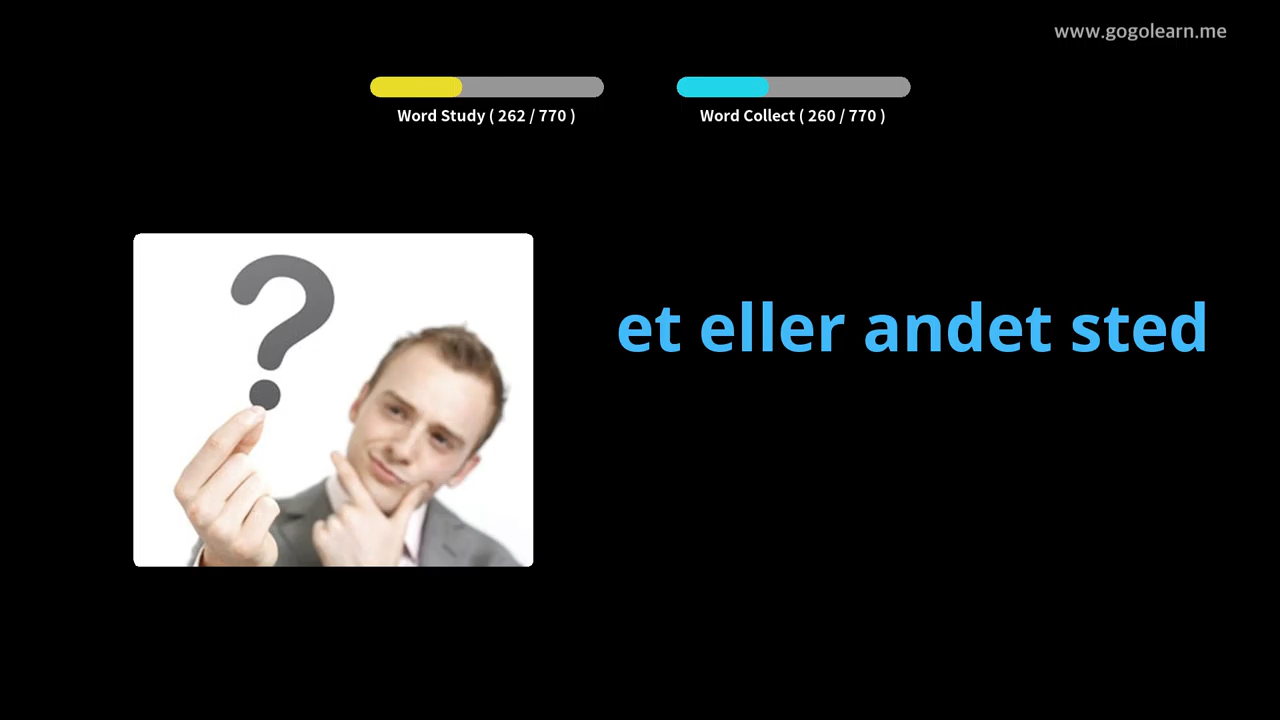 www.gogolearn.me
Word Study ( 262 / 770 )
Word Collect ( 260 / 770 )
?
et eller andet sted